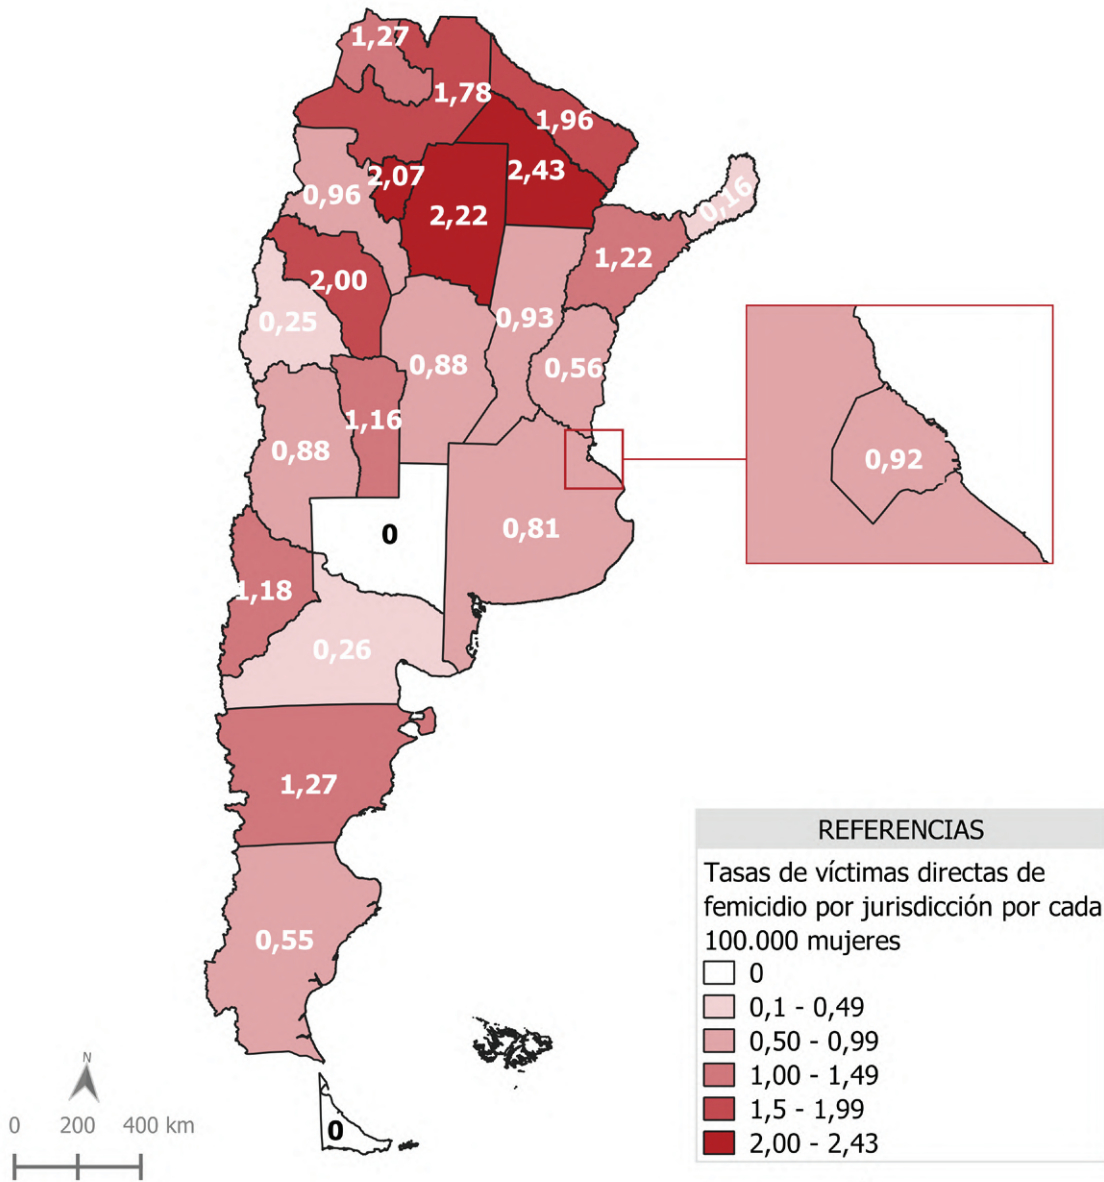 1,27
1,78
1,96
2,07
2,43
0,96
2,22
0,16
1,22
2,00
0,25
0,93
0,88
0,56
1,16
0,88
0,92
0,81
0
1,18
0,26
1,27
0,55
0
REFERENCIAS
Tasas de víctimas directas de
femicidio por jurisdicción por cada
100.000 mujeres
0
0,1 - 0,49
0,50 - 0,99
1,00 - 1,49
1,5 - 1,99
2,00 - 2,43
N
0 200 400 km